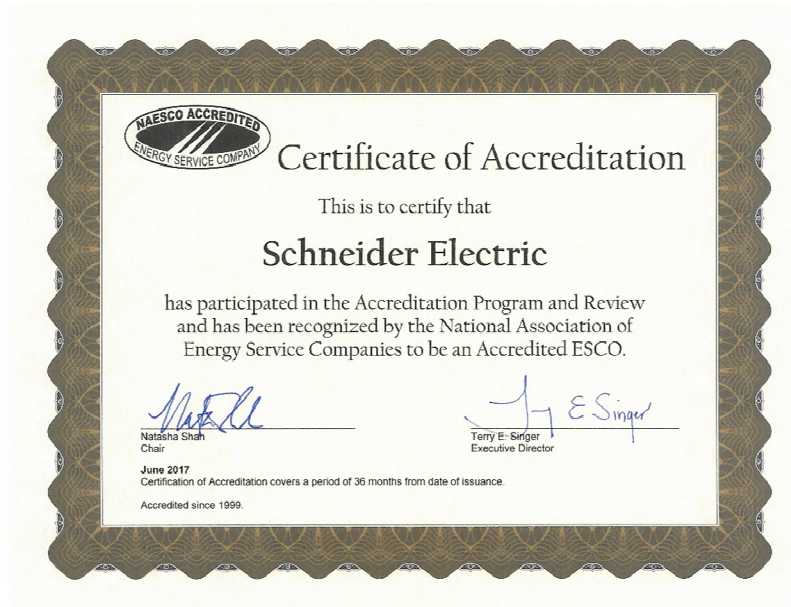 NAESCO ACCREDITED
ENERGY SERVICE COMPANY
Certificate of Accreditation
This is to certify that
Schneider Electric
has participated in the Accreditation Program and Review
and has been recognized by the National Association of
Energy Service Companies to be an Accredited ESCO.
E Singer
Natasha Shah
Chair
Terry E. Singer
Executive Director
June 2017
Certification of Accreditation covers a period of 36 months from date of issuance.
Accredited since 1999.